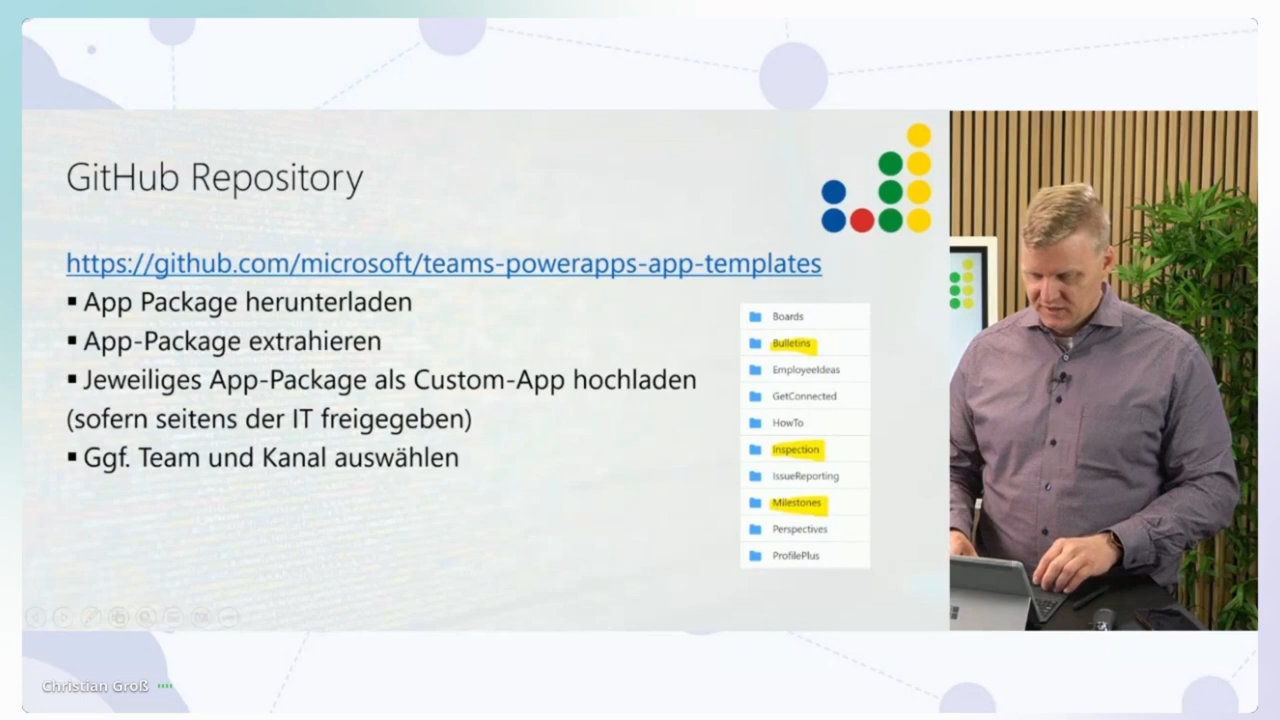 GitHub Repository
https://github.com/microsoft/teams-powerapps-app-templates
▪ App Package herunterladen
▪ App-Package extrahieren
▪ Jeweiliges App-Package als Custom-App hochladen
(sofern seitens der IT freigegeben)
▪ Ggf. Team und Kanal auswählen
Boards
Bulletins
EmployeeIdeas
GetConnected
HowTo
Inspection
IssueReporting
Milestones
Perspectives
ProfilePlus
Christian Groß